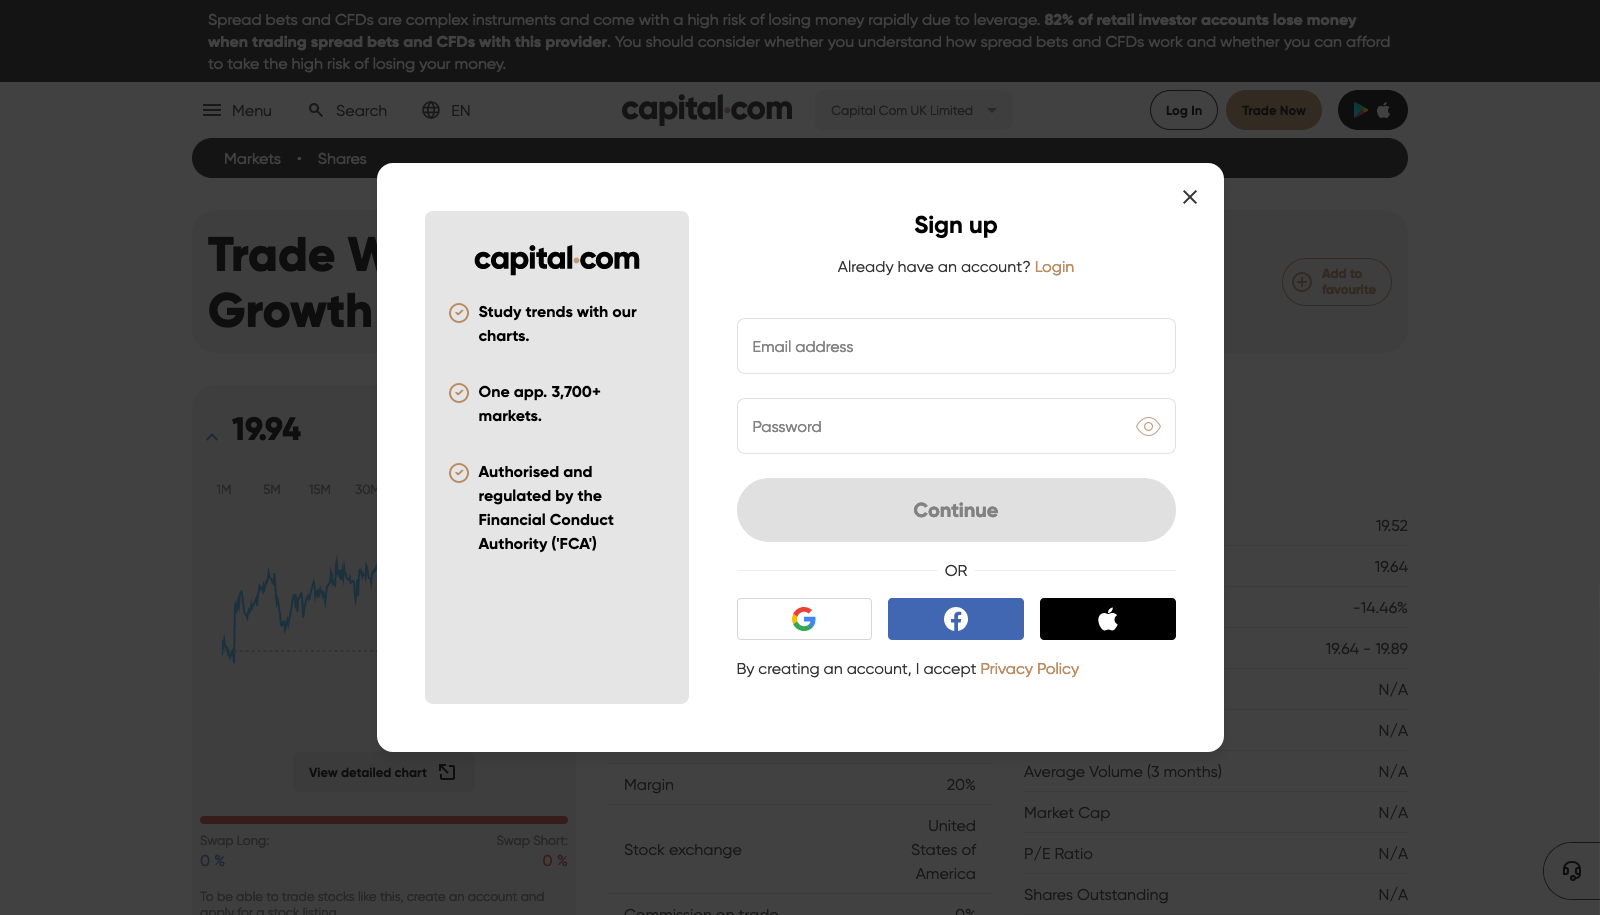 Spread bets and CFDs are complex instruments and come with a high risk of losing money rapidly due to leverage. 82% of retail investor accounts lose money
when trading spread bets and CFDs with this provider. You should consider whether you understand how spread bets and CFDs work and whether you can afford
to take the high risk of losing your money.
Menu
Search
EN
capital.com
Capital Com UK Limited
Log In
Trade Now
Markets • Shares
Trade
Growth
Add to
favourite
19.94
1M 5M 15M 30M
capital.com
Study trends with our
charts.
One app. 3,700+
markets.
Authorised and
regulated by the
Financial Conduct
Authority ('FCA')
Sign up
Already have an account? Login
Email address
Password
Continue
OR
By creating an account, I accept Privacy Policy
View detailed chart
Swap Long:
Swap Short:
0 %
0 %
To be able to trade stocks like this, create an account and
apply for a stock listing
Margin 20%
Stock exchange
United
States of
America
Commission on trade 0%
19.52
19.64
-14.46%
19.64 - 19.89
N/A
N/A
Average Volume (3 months) N/A
Market Cap N/A
P/E Ratio N/A
Shares Outstanding N/A